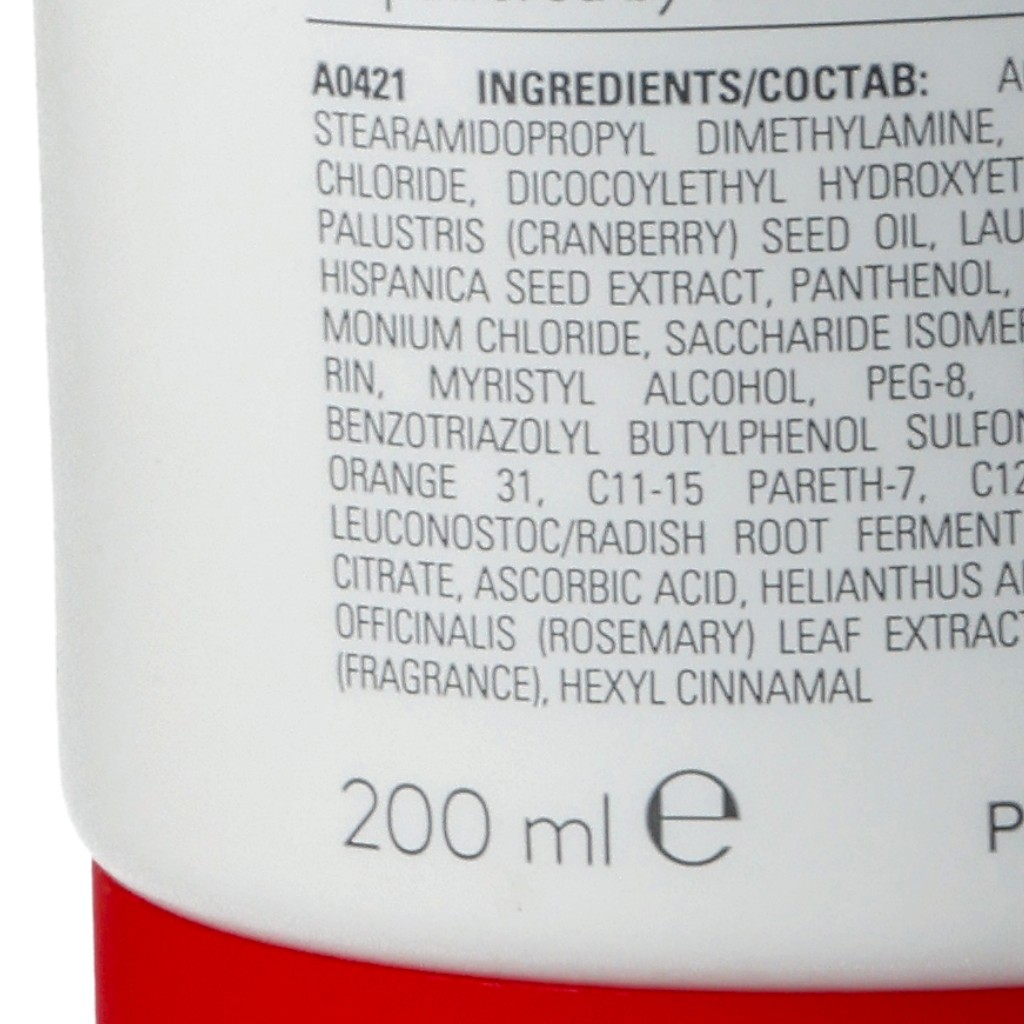 A0421 INGREDIENTS/СОСТАВ:
STEARAMIDOPROPYL DIMETHYLAMINE,
CHLORIDE, DICOCOYLETHYL
PALUSTRIS (CRANBERRY) SEED OIL,
HISPANICA SEED EXTRACT, PANTHENOL,
MONIUM CHLORIDE, SACCHARIDE
RIN, MYRISTYL ALCOHOL, PEG-8,
BENZOTRIAZOLYL BUTYLPHENOL
ORANGE 31, C11-15 PARETH-7,
LEUCONOSTOC/RADISH ROOT FERMENT
CITRATE, ASCORBIC ACID, HELIANTHUS
OFFICINALIS (ROSEMARY) LEAF
(FRAGRANCE), HEXYL CINNAMAL
200 ml e